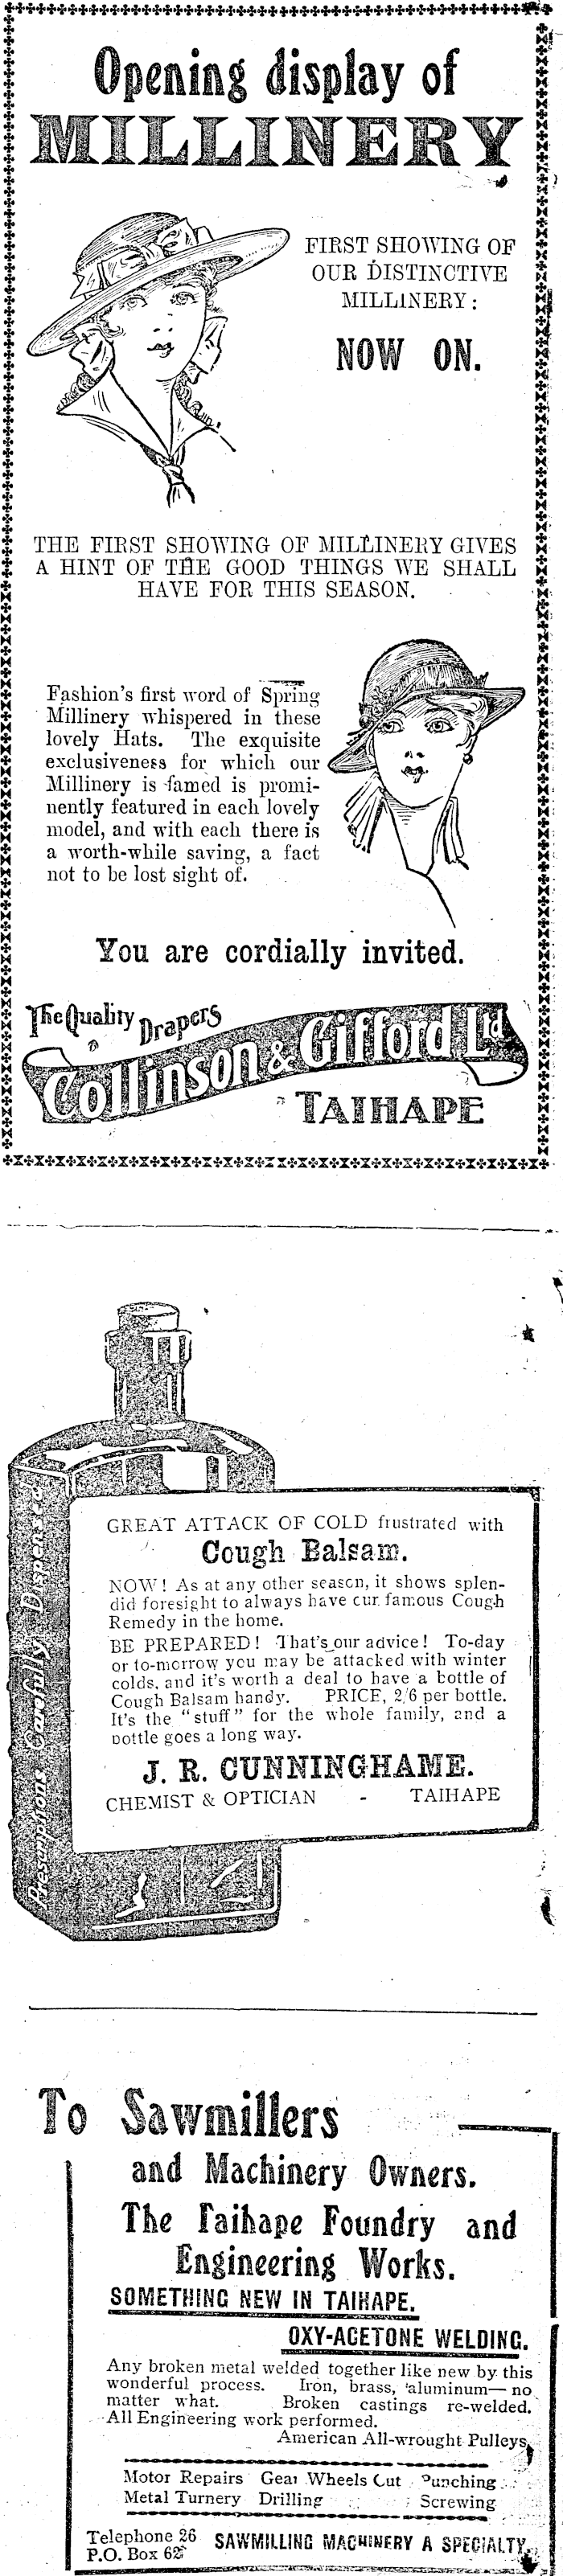 Opening display of
MILLINERY
FIRST SHOWING OF
OUR DISTINCTIVE
MILLINERY:
NOW ON.
THE FIRST SHOWING OF MILLINERY GIVES
A HINT OF THE GOOD THINGS WE SHALL
HAVE FOR THIS SEASON.
Fashion's first word of Spring
Millinery whispered in these
lovely Hats. The exquisite
exclusiveness for which our
Millinery is famed is promi-
nently featured in each lovely
model, and with each there is
a worth-while saving, a fact
not to be lost sight of.
You are cordially invited.
The Quality Drapers
Collinson & Gifford Ltd
TAIHAPE
Prescriptions Carefully Dispensed
GREAT ATTACK OF COLD frustrated with
Cough Balsam.
NOW! As at any other season, it shows splen-
did foresight to always have our famous Cough
Remedy in the home.
BE PREPARED! That's our advice! To-day
or to-morrow you may be attacked with winter
colds, and it's worth a deal to have a bottle of
Cough Balsam handy. PRICE, 2/6 per bottle.
It's the "stuff" for the whole family, and a
bottle goes a long way.
J. R. CUNNINGHAME.
CHEMIST & OPTICIAN - TAIHAPE
To Sawmillers
and Machinery Owners.
The Taihape Foundry and
Engineering Works.
SOMETHING NEW IN TAIHAPE.
OXY-ACETONE WELDING.
Any broken metal welded together like new by this
wonderful process. Iron, brass, aluminum—no
matter what. Broken castings re-welded.
All Engineering work performed.
American All-wrought Pulleys
Motor Repairs Gear Wheels Cut Punching
Metal Turnery Drilling Screwing
Telephone 26
P.O. Box 62
SAWMILLING MACHINERY A SPECIALTY.